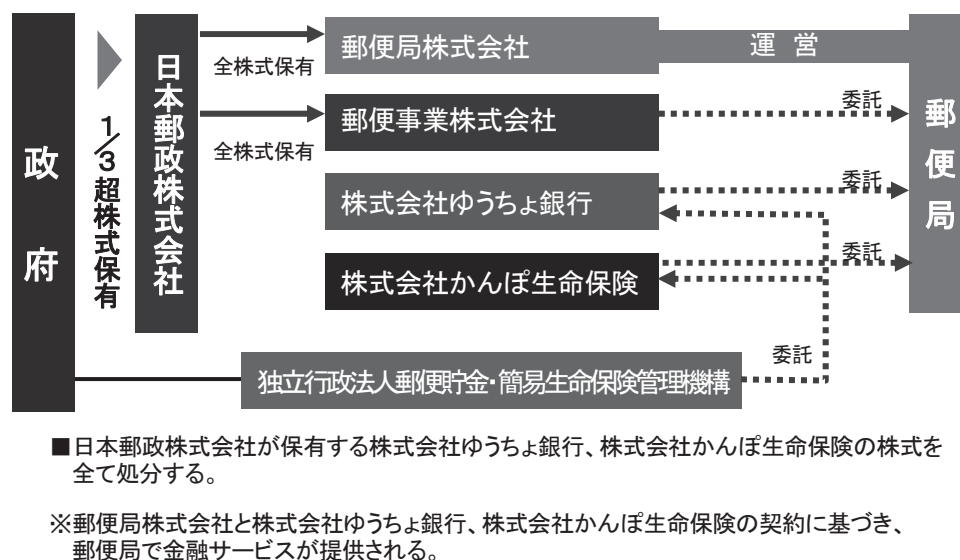 政府
1/3超株式保有
日本郵政株式会社
全株式保有
郵便局株式会社
運営
全株式保有
郵便事業株式会社
委託
株式会社ゆうちょ銀行
委託
株式会社かんぽ生命保険
委託
郵便局
独立行政法人郵便貯金・簡易生命保険管理機構
委託
■日本郵政株式会社が保有する株式会社ゆうちょ銀行、株式会社かんぽ生命保険の株式を
全て処分する。
※郵便局株式会社と株式会社ゆうちょ銀行、株式会社かんぽ生命保険の契約に基づき、
郵便局で金融サービスが提供される。